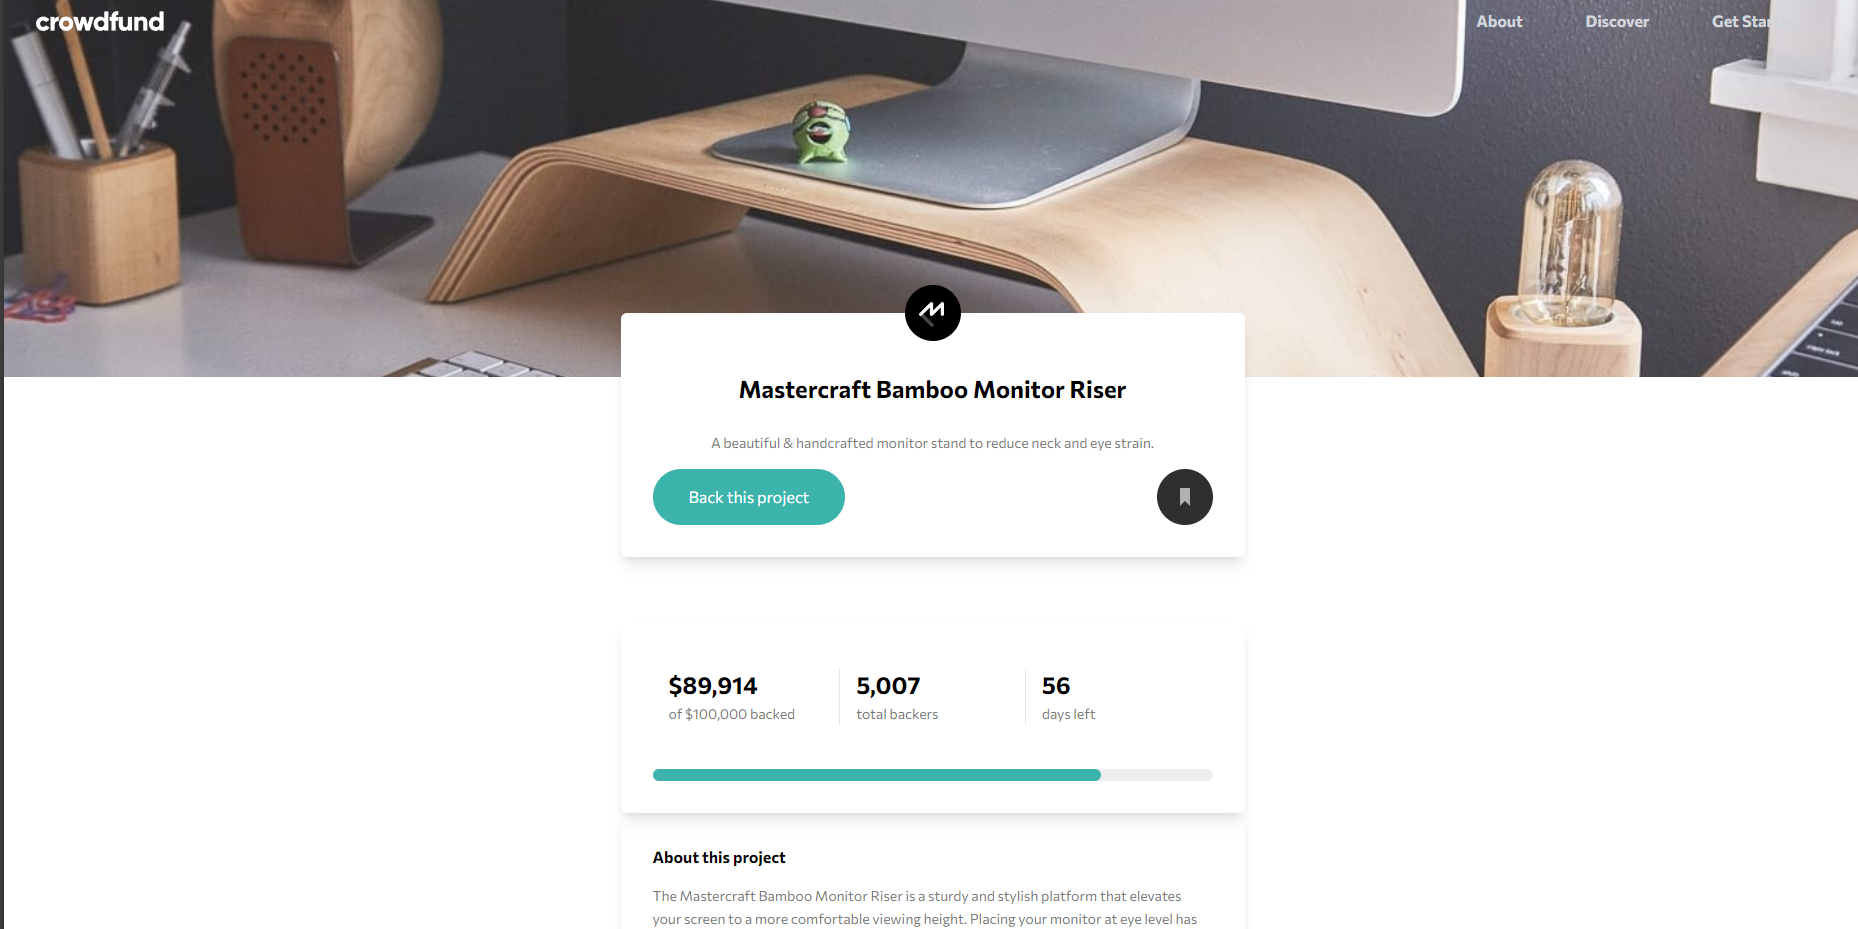 crowdfund
About Discover Get
Mastercraft Bamboo Monitor Riser
A beautiful & handcrafted monitor stand to reduce neck and eye strain.
Back this project
$89,914 5,007 56
of $100,000 backed total backers days left
About this project
The Mastercraft Bamboo Monitor Riser is a sturdy and stylish platform that elevates
your screen to a more comfortable viewing height. Placing your monitor at eye level has